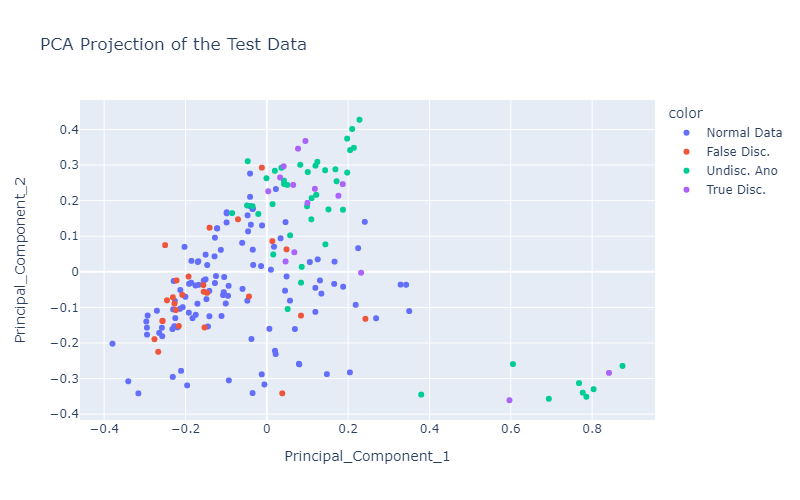 PCA Projection of the Test Data
color
Normal Data
False Disc.
Undisc. Ano
True Disc.
Principal_Component_2
0.4
0.3
0.2
0.1
0
−0.1
−0.2
−0.3
−0.4
−0.4
−0.2
0
0.2
0.4
0.6
0.8
Principal_Component_1